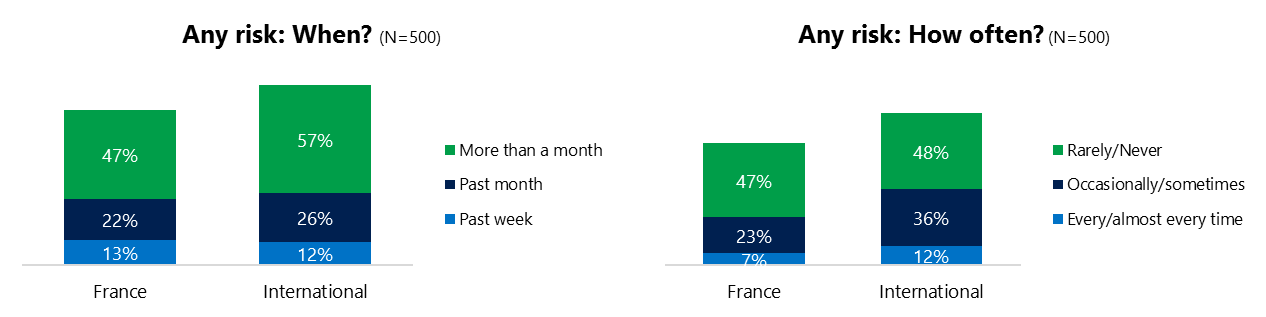 Any risk: When? (N=500)
47%
57%
22%
26%
13%
12%
France
International
More than a month
Past month
Past week
Any risk: How often? (N=500)
47%
48%
23%
36%
7%
12%
France
International
Rarely/Never
Occasionally/sometimes
Every/almost every time